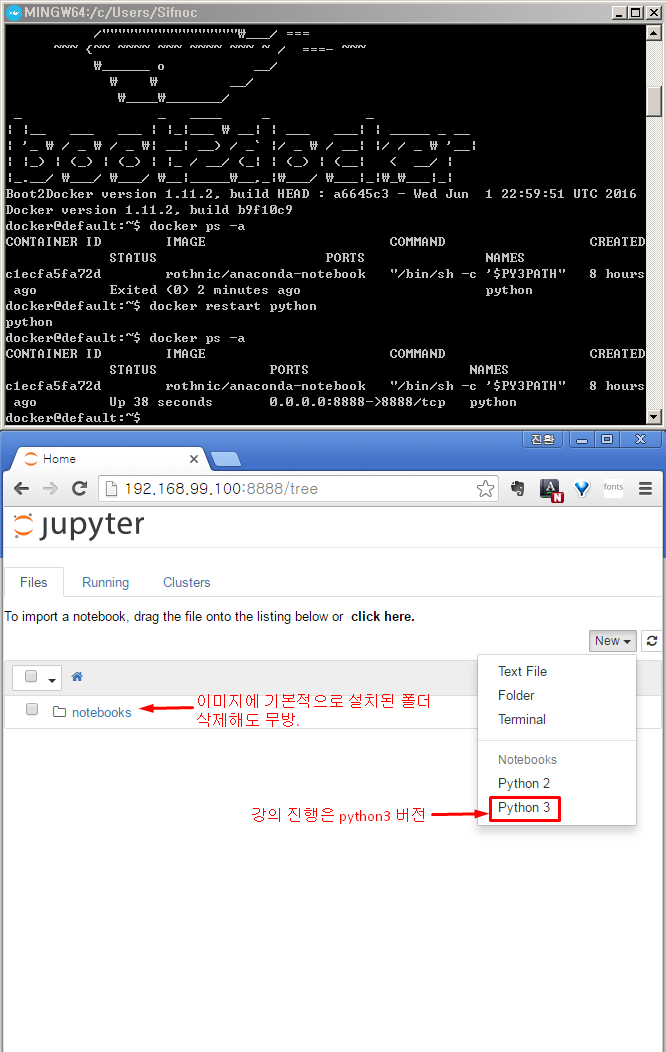 MINGW64:/c/Users/Sifnoc
Boot2Docker version 1.11.2, build HEAD : a6645c3 - Wed Jun  1 22:59:51 UTC 2016
Docker version 1.11.2, build b9f10c9
docker@default:~$ docker ps -a
CONTAINER ID        IMAGE                       COMMAND                  CREATED
             STATUS                     PORTS               NAMES
c1ecfa5fa72d        rothnic/anaconda-notebook   "/bin/sh -c '$PY3PATH"   8 hours
 ago         Exited (0) 2 minutes ago                       python
docker@default:~$ docker restart python
python
docker@default:~$ docker ps -a
CONTAINER ID        IMAGE                       COMMAND                  CREATED
             STATUS              PORTS                    NAMES
c1ecfa5fa72d        rothnic/anaconda-notebook   "/bin/sh -c '$PY3PATH"   8 hours
 ago         Up 38 seconds       0.0.0.0:8888->8888/tcp   python
docker@default:~$
진환
Home
192.168.99.100:8888/tree
fonts
jupyter
Files Running Clusters
To import a notebook, drag the file onto the listing below or click here.
New
Text File
Folder
Terminal
Notebooks
Python 2
Python 3
notebooks
이미지에 기본적으로 설치된 폴더
삭제해도 무방.
강의 진행은 python3 버전